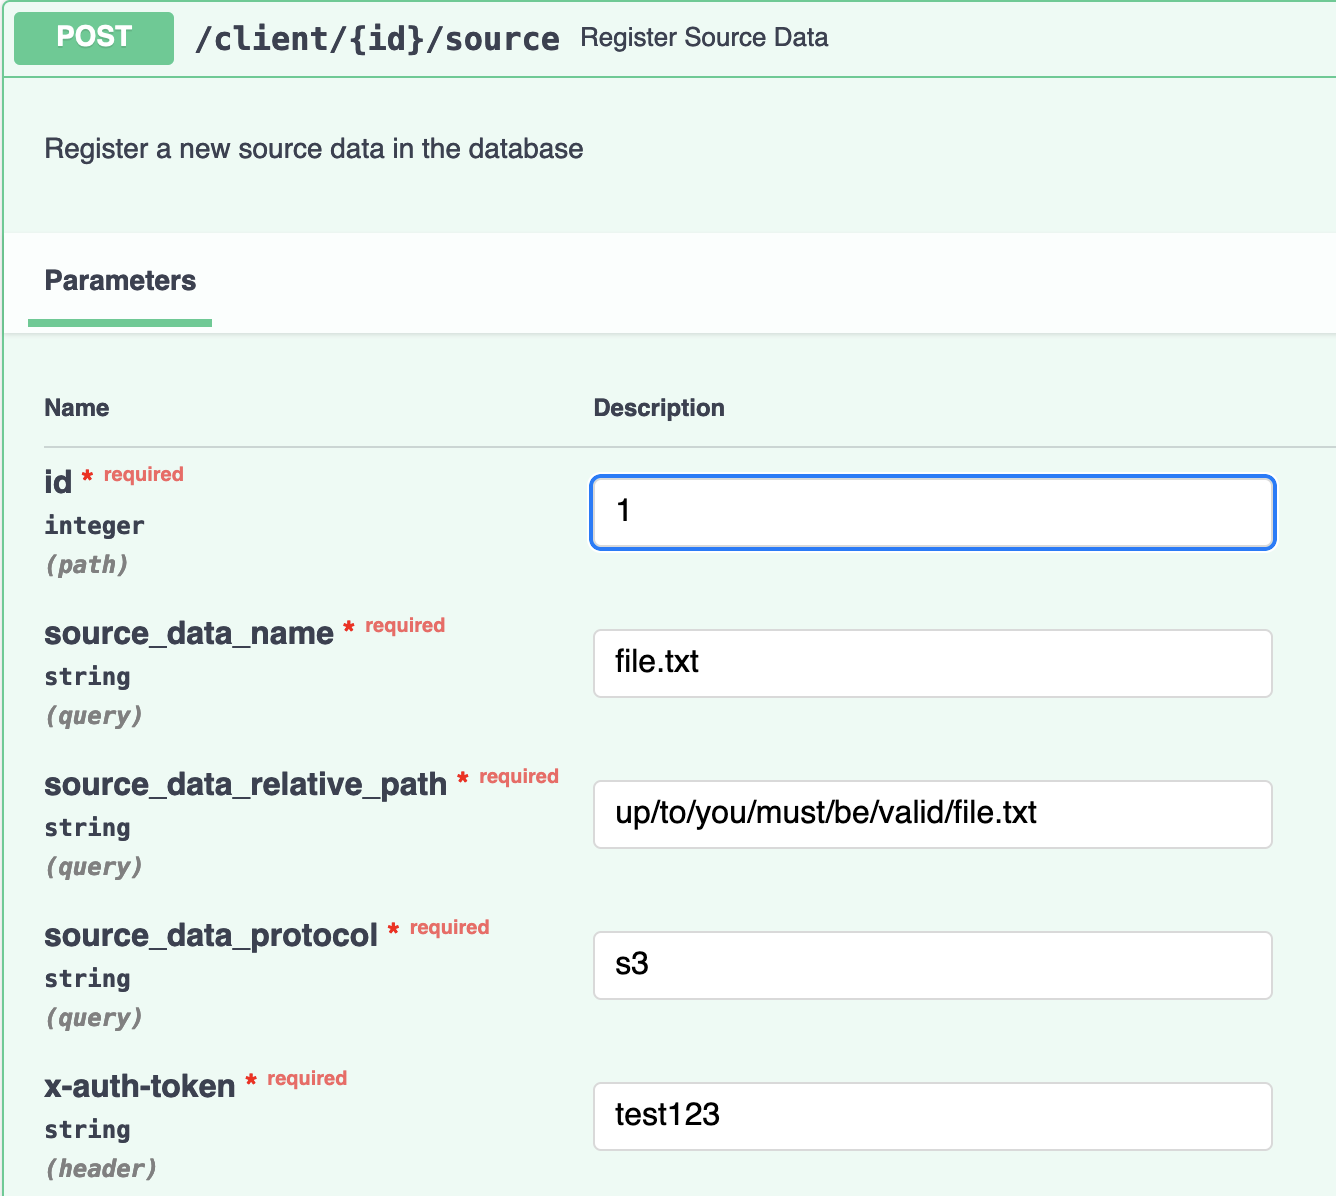 POST /client/{id}/source Register Source Data
Register a new source data in the database
Parameters
Name Description
id * required
integer
(path)
1
source_data_name * required
string
(query)
file.txt
source_data_relative_path * required
string
(query)
up/to/you/must/be/valid/file.txt
source_data_protocol * required
string
(query)
s3
x-auth-token * required
string
(header)
test123